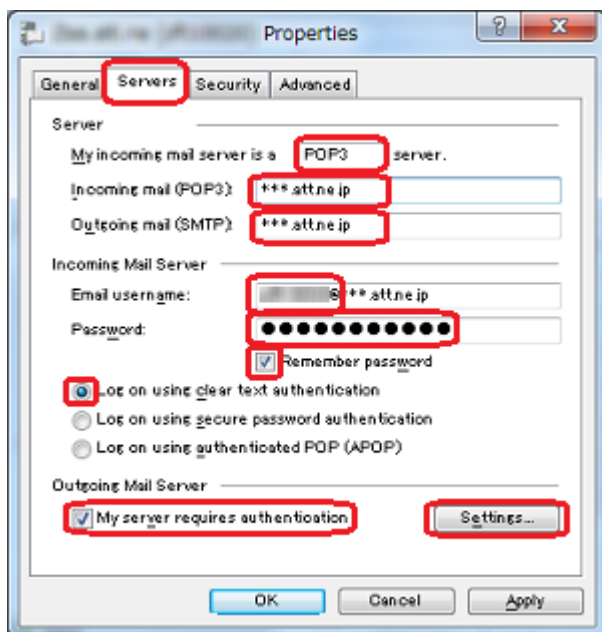 Properties
General Servers Security Advanced
Server
My incoming mail server is a POP3 server.
Incoming mail (POP3): ***.att.ne.jp
Outgoing mail (SMTP): ***.att.ne.jp
Incoming Mail Server
Email username: @***.att.ne.jp
Password: ●●●●●●●●●●●
Remember password
Log on using clear text authentication
Log on using secure password authentication
Log on using authenticated POP (APOP)
Outgoing Mail Server
My server requires authentication Settings...
OK Cancel Apply